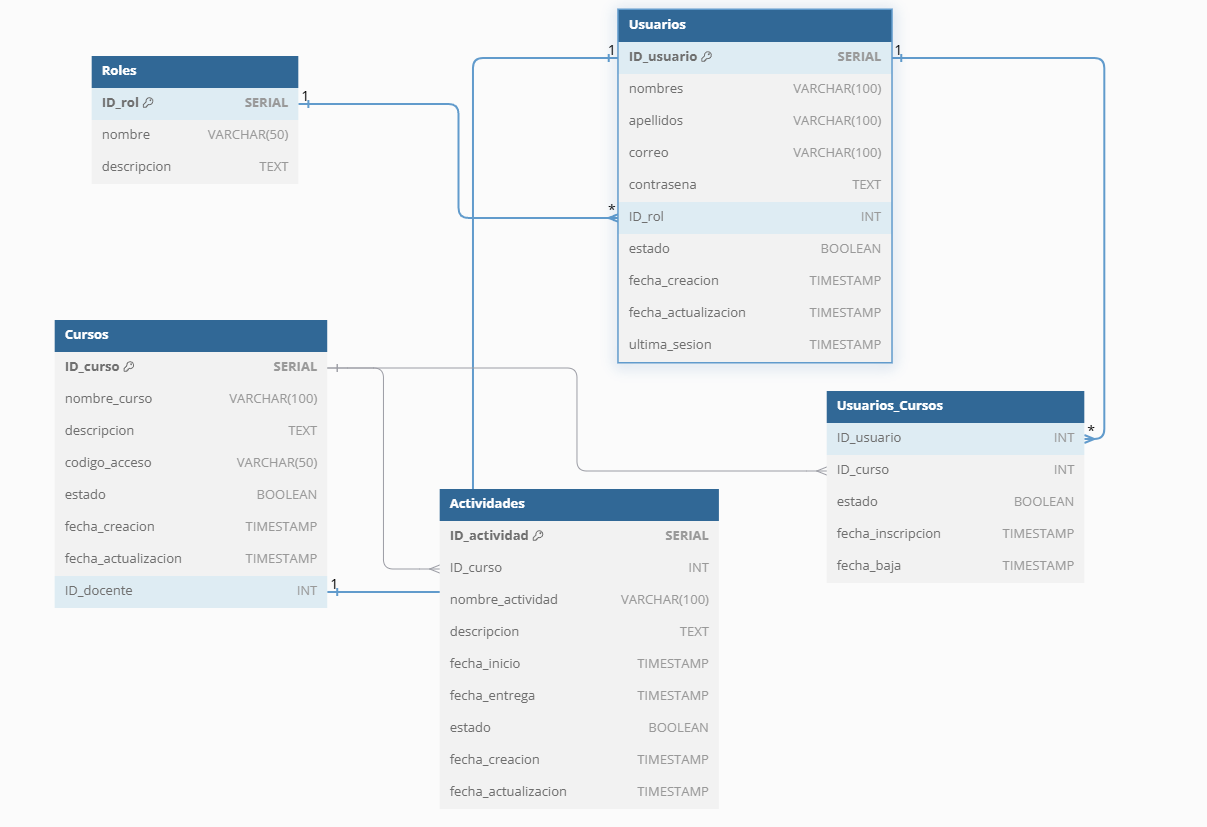 Usuarios
1
ID_usuario SERIAL
1
nombres VARCHAR(100)
apellidos VARCHAR(100)
correo VARCHAR(100)
contrasena TEXT
*
ID_rol INT
estado BOOLEAN
fecha_creacion TIMESTAMP
fecha_actualizacion TIMESTAMP
ultima_sesion TIMESTAMP
Roles
ID_rol SERIAL
1
nombre VARCHAR(50)
descripcion TEXT
Cursos
ID_curso SERIAL
nombre_curso VARCHAR(100)
descripcion TEXT
codigo_acceso VARCHAR(50)
estado BOOLEAN
fecha_creacion TIMESTAMP
fecha_actualizacion TIMESTAMP
ID_docente INT
1
Usuarios_Cursos
ID_usuario INT
*
ID_curso INT
estado BOOLEAN
fecha_inscripcion TIMESTAMP
fecha_baja TIMESTAMP
Actividades
ID_actividad SERIAL
ID_curso INT
nombre_actividad VARCHAR(100)
descripcion TEXT
fecha_inicio TIMESTAMP
fecha_entrega TIMESTAMP
estado BOOLEAN
fecha_creacion TIMESTAMP
fecha_actualizacion TIMESTAMP